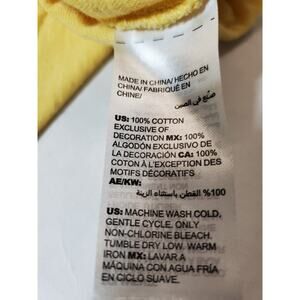 MADE IN CHINA/ HECHO EN
CHINA/ FABRIQUÉ EN
CHINE/
صنع في الصين
US: 100% COTTON
EXCLUSIVE OF
DECORATION MX: 100%
ALGODÓN EXCLUSIVO DE
LA DECORACIÓN CA: 100%
COTON À L'EXCEPTION DES
MOTIFS DÉCORATIFS
AE/KW:
100% القطن باستثناء الزينة
US: MACHINE WASH COLD,
GENTLE CYCLE. ONLY
NON-CHLORINE BLEACH.
TUMBLE DRY LOW. WARM
IRON MX: LAVAR A
MÁQUINA CON AGUA FRÍA
EN CICLO SUAVE.